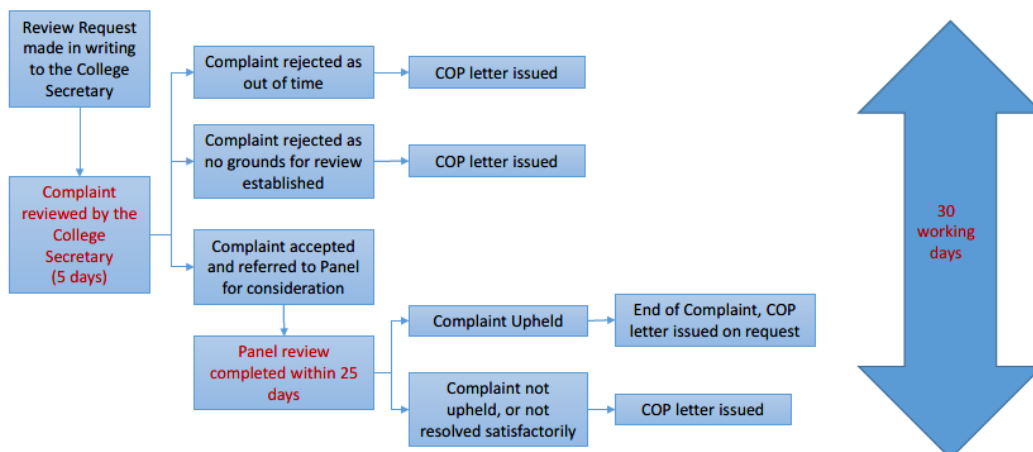 Review Request
made in writing
to the College
Secretary
Complaint rejected as
out of time
COP letter issued
Complaint rejected as
no grounds for review
established
COP letter issued
Complaint
reviewed by the
College
Secretary
(5 days)
Complaint accepted
and referred to Panel
for consideration
Complaint Upheld
End of Complaint, COP
letter issued on request
Panel review
completed within 25
days
Complaint not
upheld, or not
resolved satisfactorily
COP letter issued
30
working
days